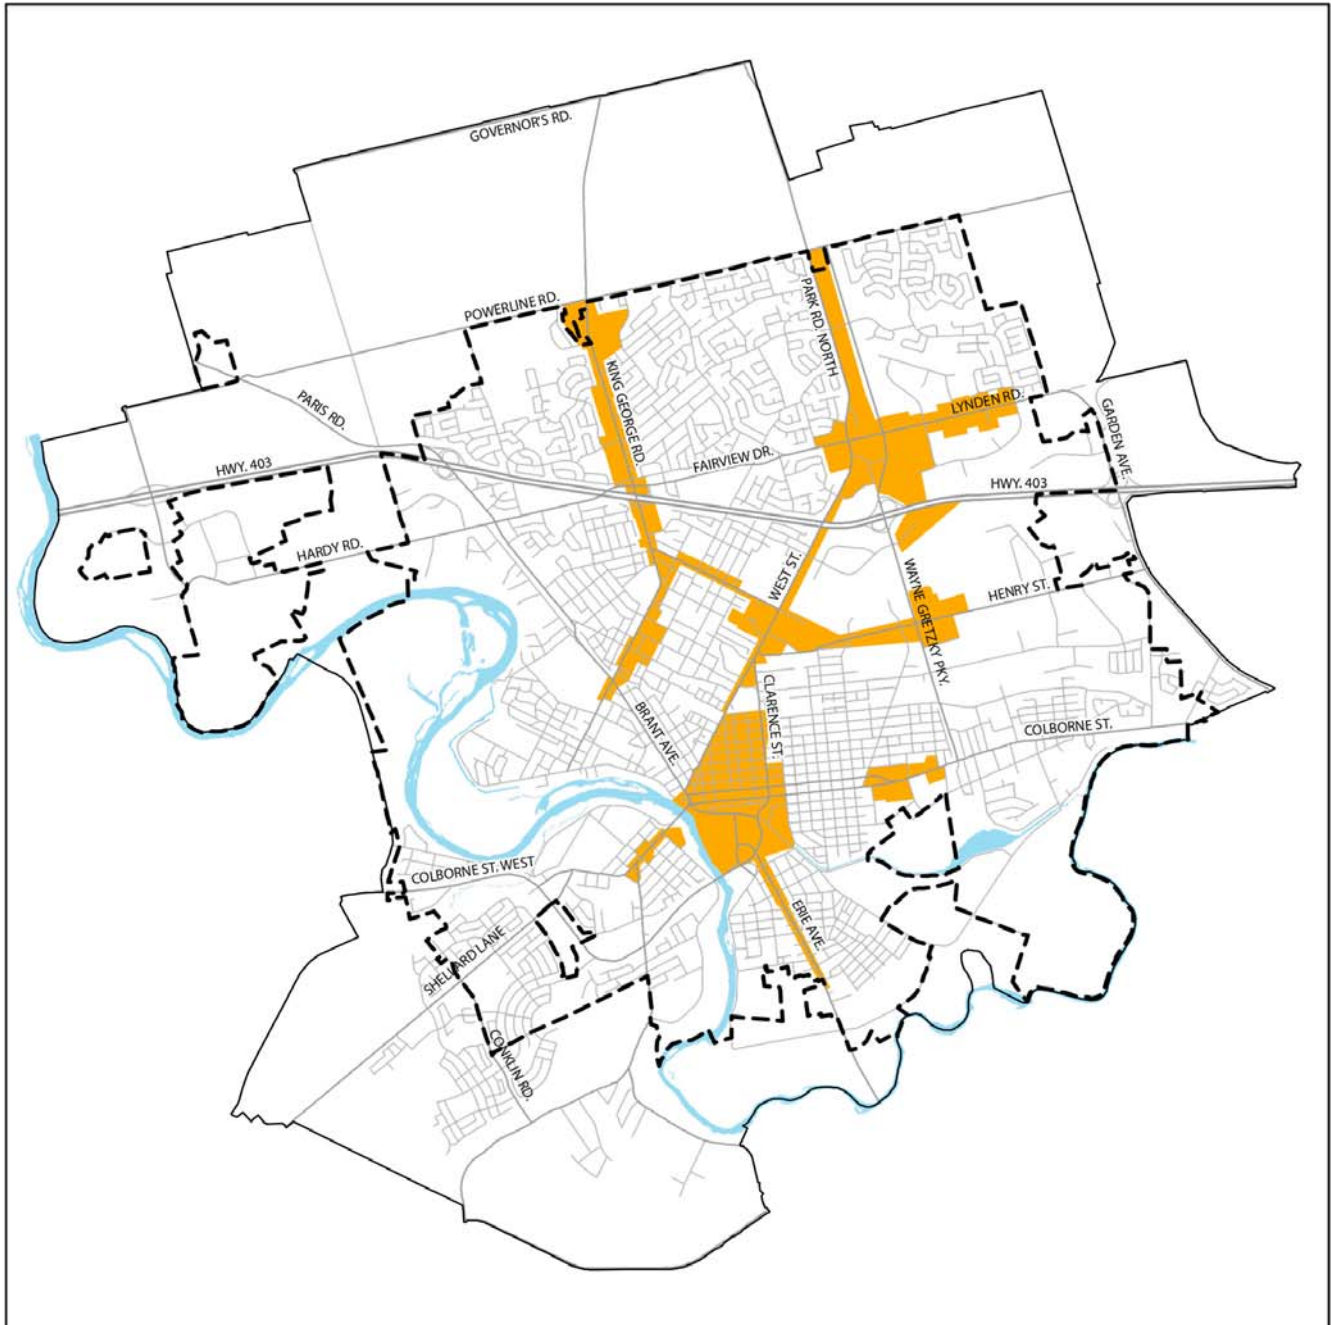 GOVERNOR'S RD.
POWERLINE RD.
PARK RD. NORTH
KING GEORGE RD.
PARIS RD.
LYNDEN RD.
GARDEN AVE.
FAIRVIEW DR.
HWY. 403
HWY. 403
HARDY RD.
WEST ST.
WAYNE GRETZKY PKY.
HENRY ST.
CLARENCE ST.
BRANT AVE.
COLBORNE ST.
COLBORNE ST. WEST
ERIE AVE.
SHELLARD LANE
CONKLIN RD.